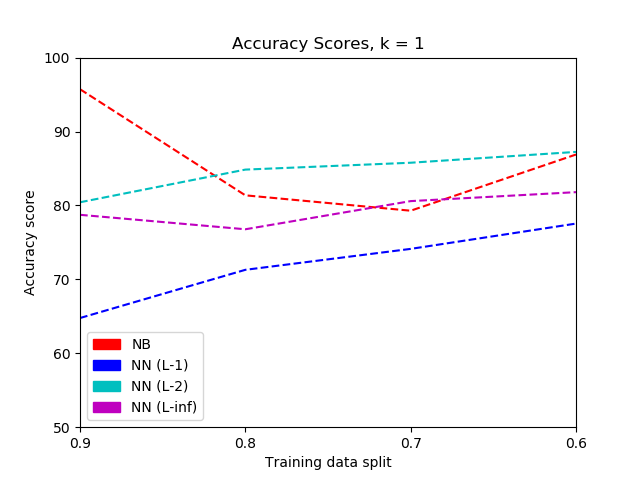 Accuracy Scores, k = 1
100
90
80
70
60
50
Accuracy score
NB
NN (L-1)
NN (L-2)
NN (L-inf)
0.9
0.8
0.7
0.6
Training data split